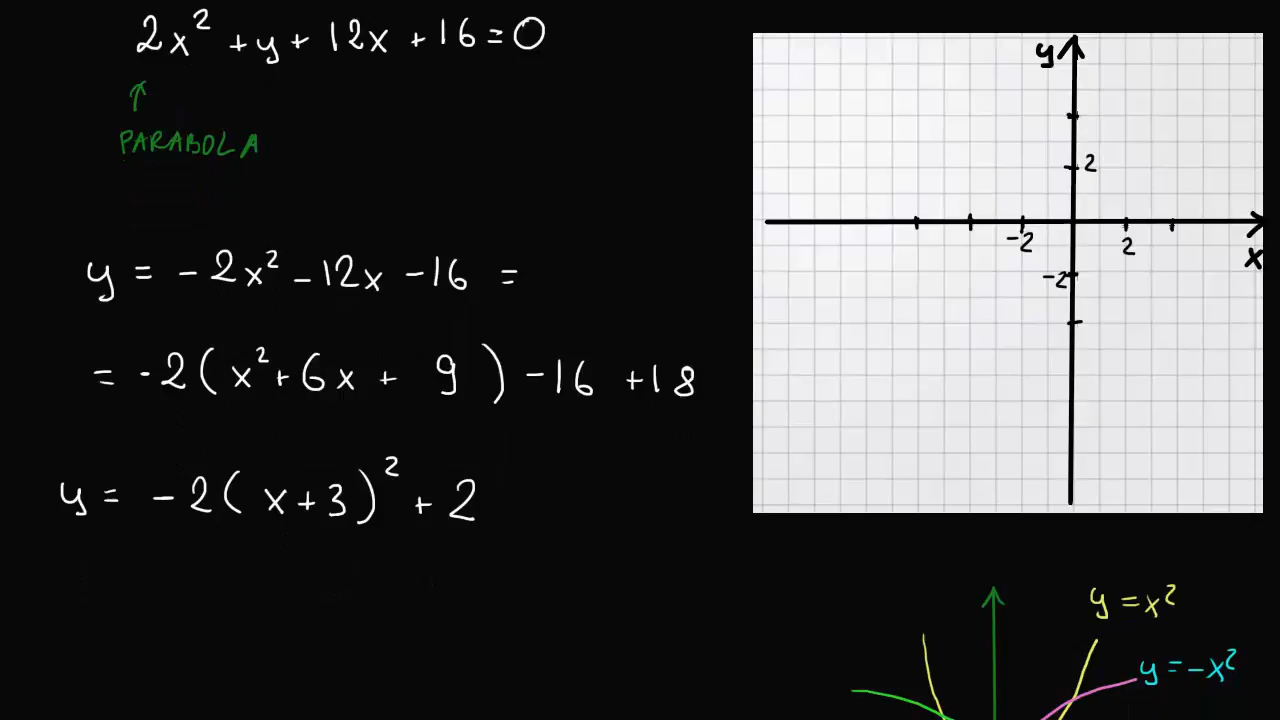 2x² + y + 12x + 16 = 0
↑
PARABOLA
y = -2x² - 12x - 16 =
= -2(x² + 6x + 9) - 16 + 18
y = -2(x+3)² + 2
y
2
-2
2
x
-2
y = x²
y = -x²